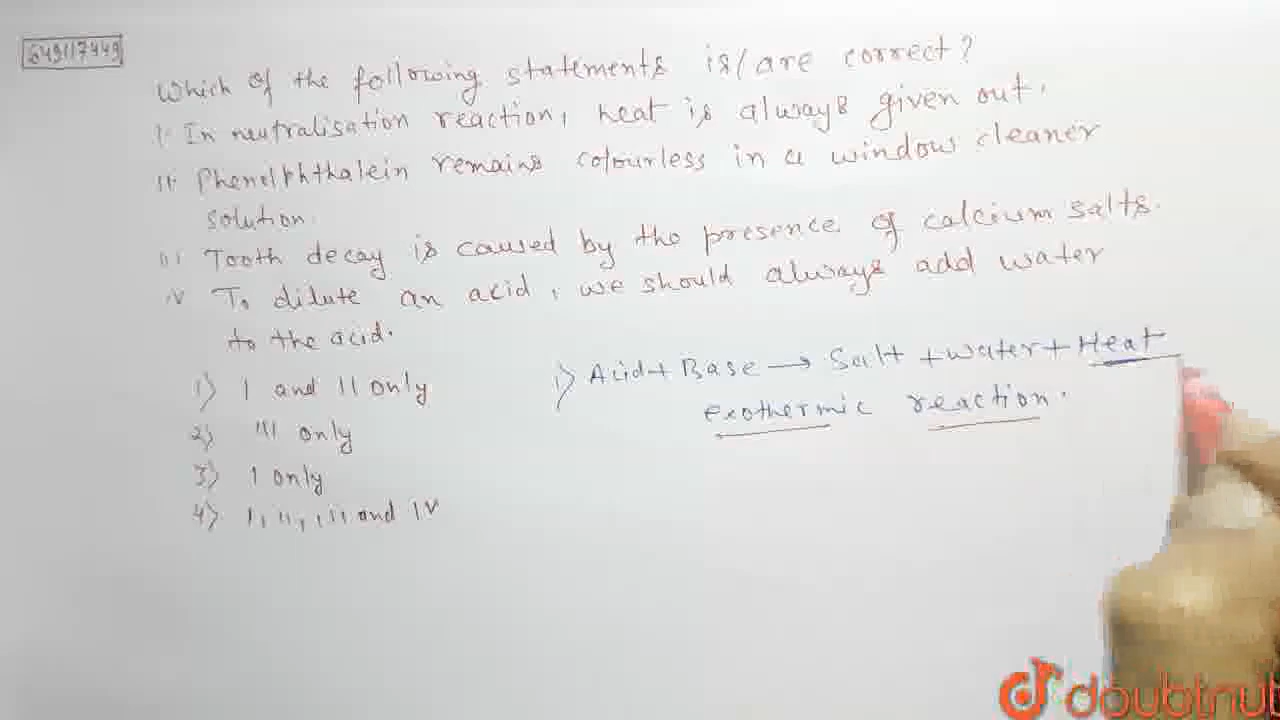 649117449
Which of the following statements is/are correct?
I. In neutralisation reaction, heat is always given out.
II. Phenolphthalein remains colourless in a window cleaner
solution.
III Tooth decay is caused by the presence of calcium salts.
IV To dilute an acid, we should always add water
to the acid.
1) I and II only
2) III only
3) I only
4) I, II, III and IV
i) Acid + Base → Salt + Water + Heat
exothermic reaction.
doubtnut